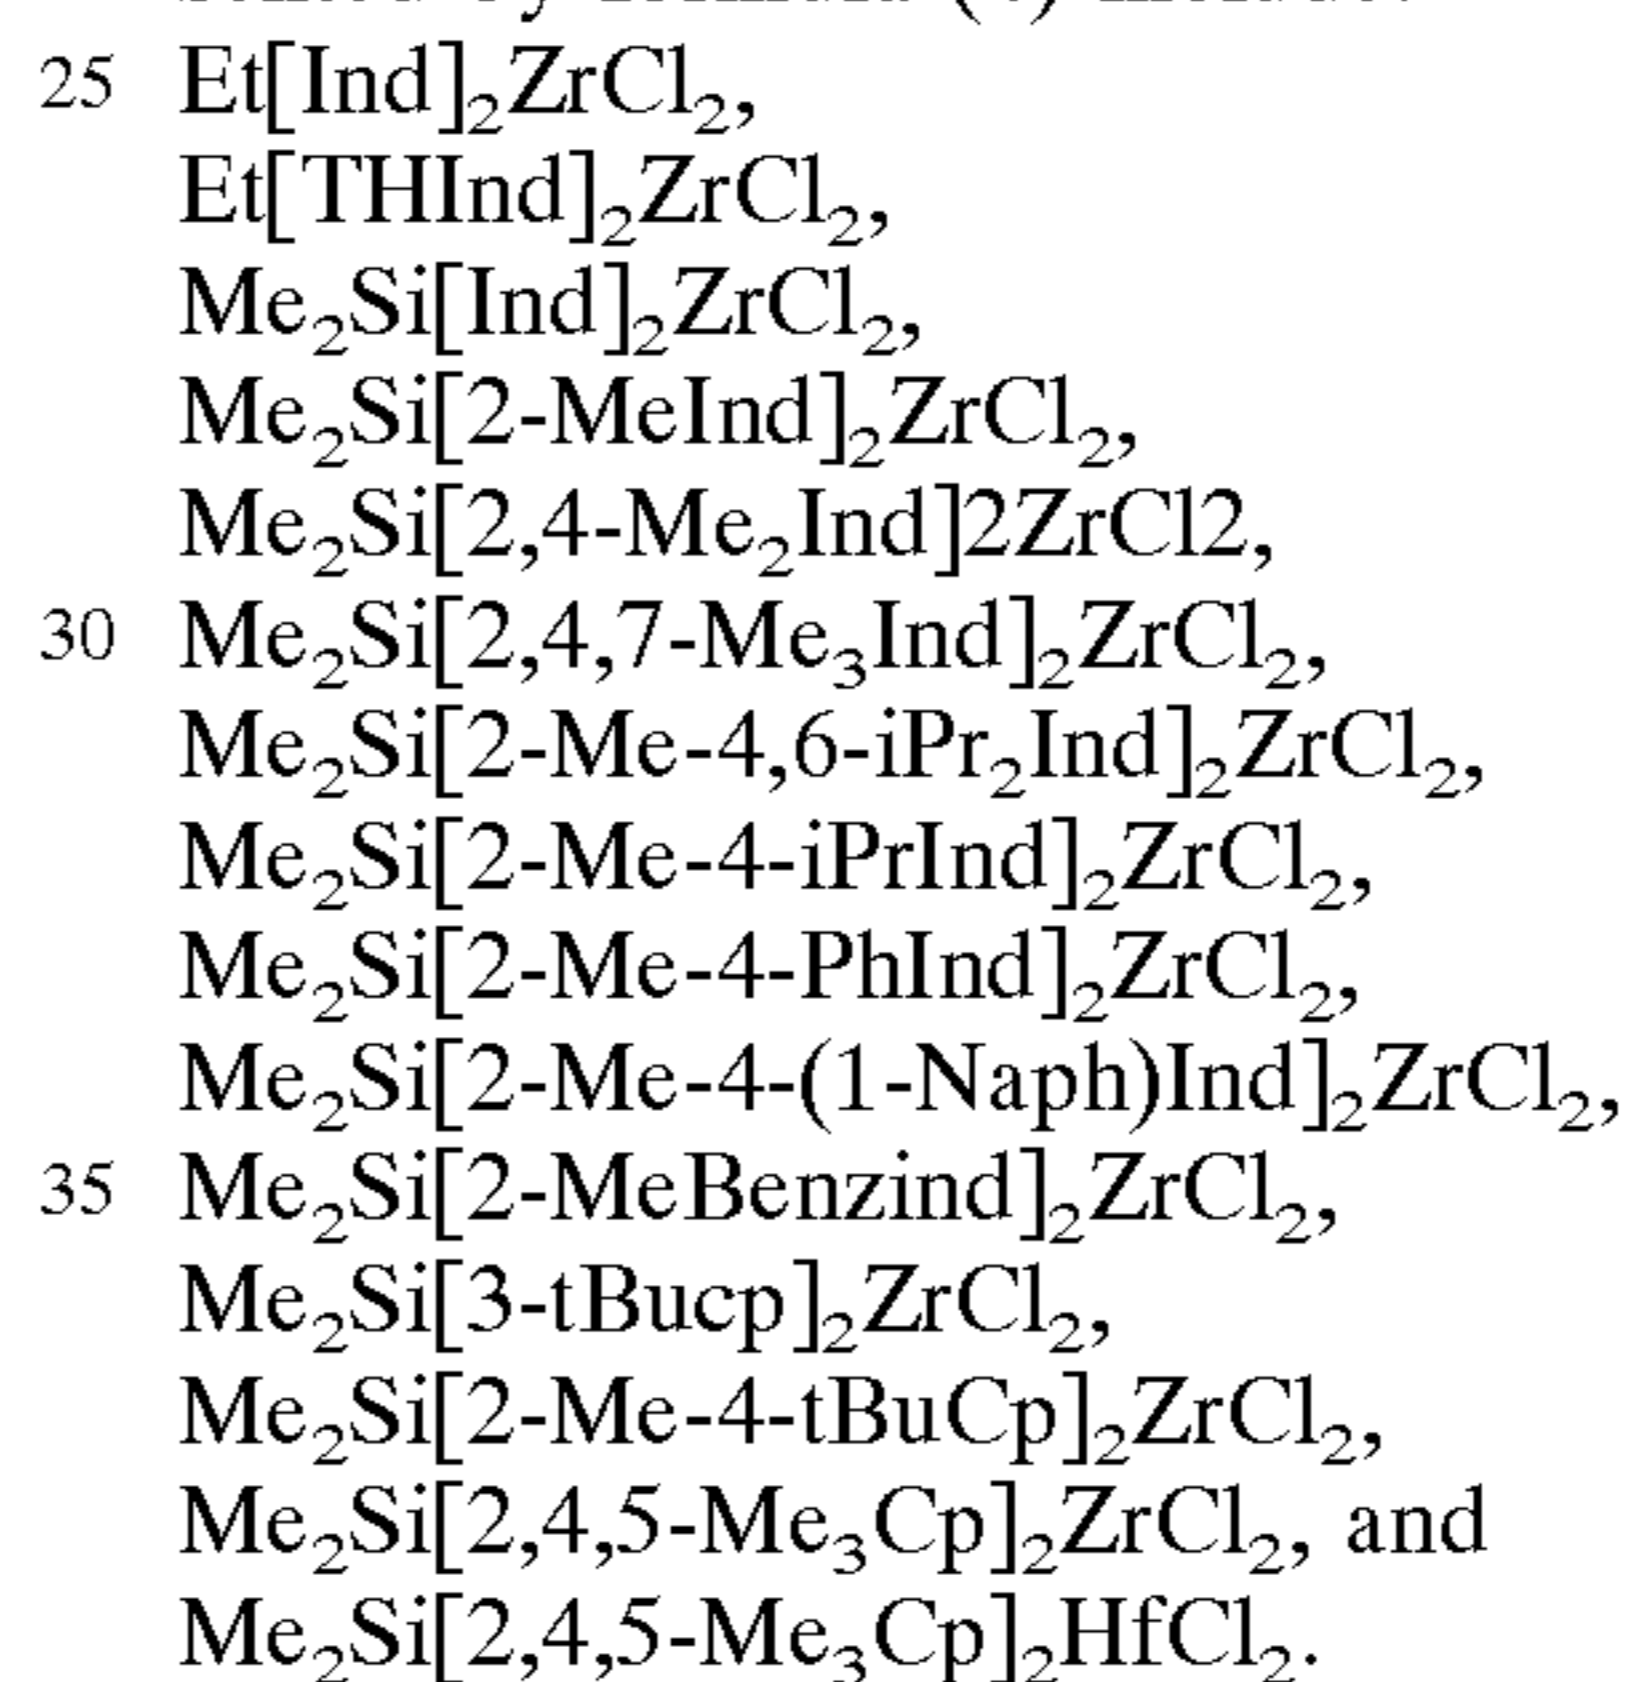 25 Et[Ind]₂ZrCl₂,
Et[THInd]₂ZrCl₂,
Me₂Si[Ind]₂ZrCl₂,
Me₂Si[2-MeInd]₂ZrCl₂,
Me₂Si[2,4-Me₂Ind]2ZrCl2,
30 Me₂Si[2,4,7-Me₃Ind]₂ZrCl₂,
Me₂Si[2-Me-4,6-iPr₂Ind]₂ZrCl₂,
Me₂Si[2-Me-4-iPrInd]₂ZrCl₂,
Me₂Si[2-Me-4-PhInd]₂ZrCl₂,
Me₂Si[2-Me-4-(1-Naph)Ind]₂ZrCl₂,
35 Me₂Si[2-MeBenzind]₂ZrCl₂,
Me₂Si[3-tBucp]₂ZrCl₂,
Me₂Si[2-Me-4-tBuCp]₂ZrCl₂,
Me₂Si[2,4,5-Me₃Cp]₂ZrCl₂, and
Me₂Si[2,4,5-Me₃Cp]₂HfCl₂.